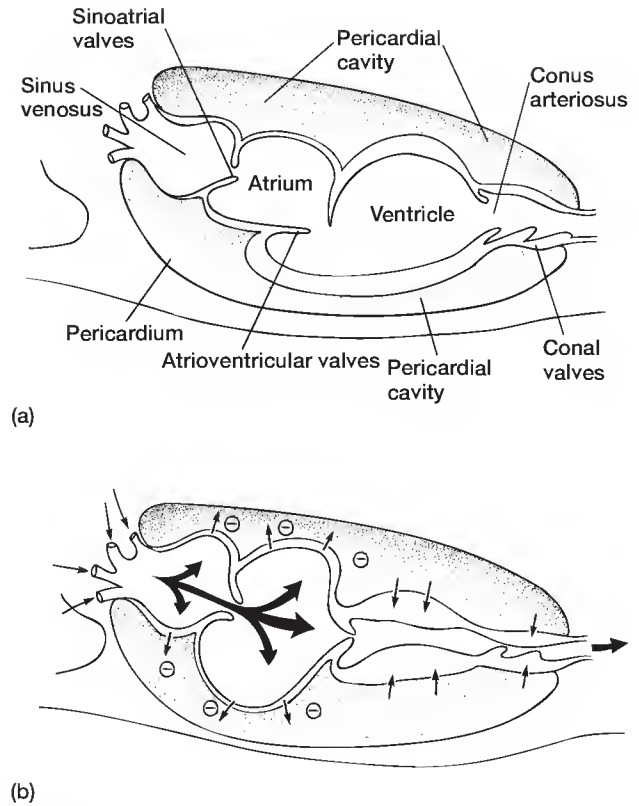 Sinoatrial
valves
Pericardial
cavity
Conus
arteriosus
Sinus
venosus
Atrium
Ventricle
Pericardium
Atrioventricular valves
Pericardial
cavity
Conal
valves
(a)
(b)